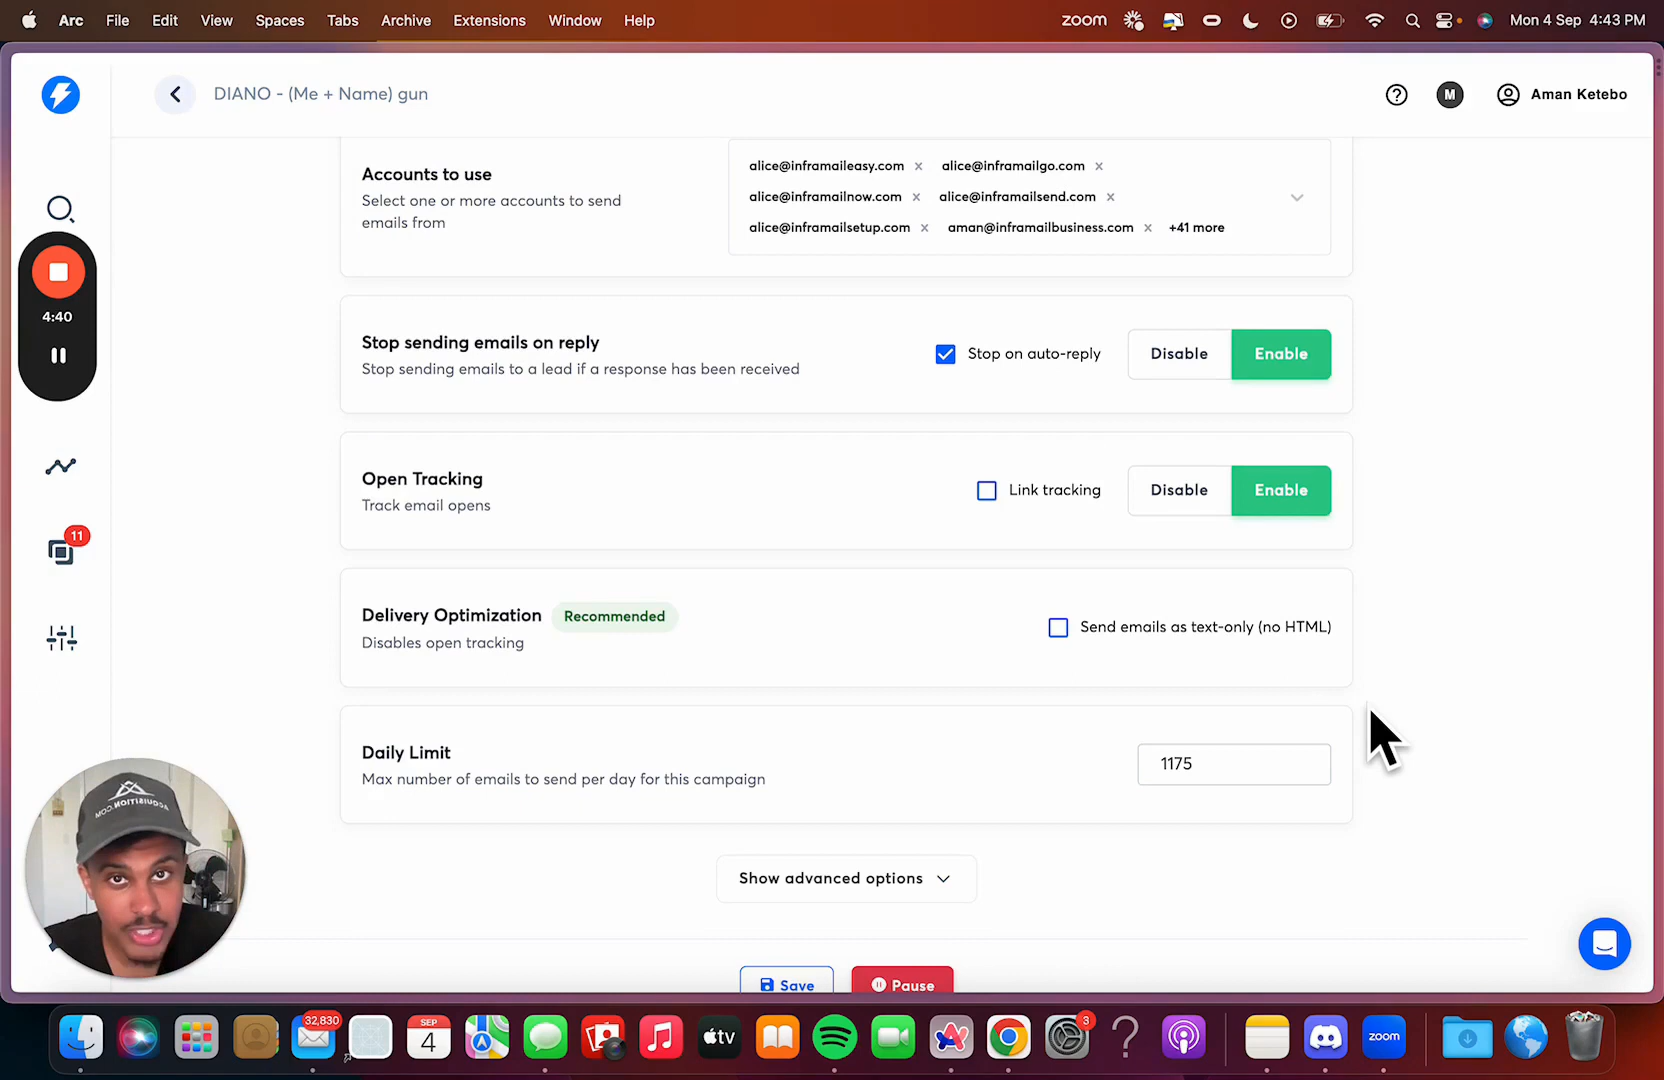 Arc File Edit View Spaces Tabs Archive Extensions Window Help zoom Mon 4 Sep 4:43 PM
DIANO - (Me + Name) gun
M
Aman Ketebo
Accounts to use
Select one or more accounts to send
emails from
alice@inframaileasy.com × alice@inframailgo.com ×
alice@inframailnow.com × alice@inframailsend.com ×
alice@inframailsetup.com × aman@inframailbusiness.com × +41 more
4:40
Stop sending emails on reply
Stop sending emails to a lead if a response has been received
Stop on auto-reply
Disable
Enable
Open Tracking
Track email opens
Link tracking
Disable
Enable
11
Delivery Optimization Recommended
Disables open tracking
Send emails as text-only (no HTML)
Daily Limit
Max number of emails to send per day for this campaign
1175
ACQUISITION.COM
Show advanced options
Save
Pause
32,830
SEP
4
tv
3
zoom